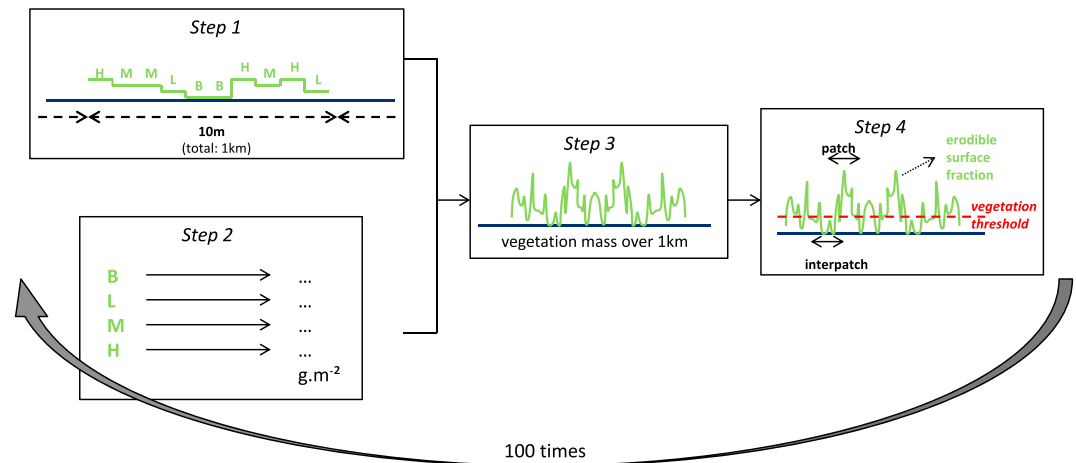 Step 1
H M M L B B H M H L
10m
(total: 1km)
Step 2
B ...
L ...
M ...
H ...
g.m⁻²
Step 3
vegetation mass over 1km
Step 4
patch
erodible
surface
fraction
vegetation
threshold
interpatch
100 times